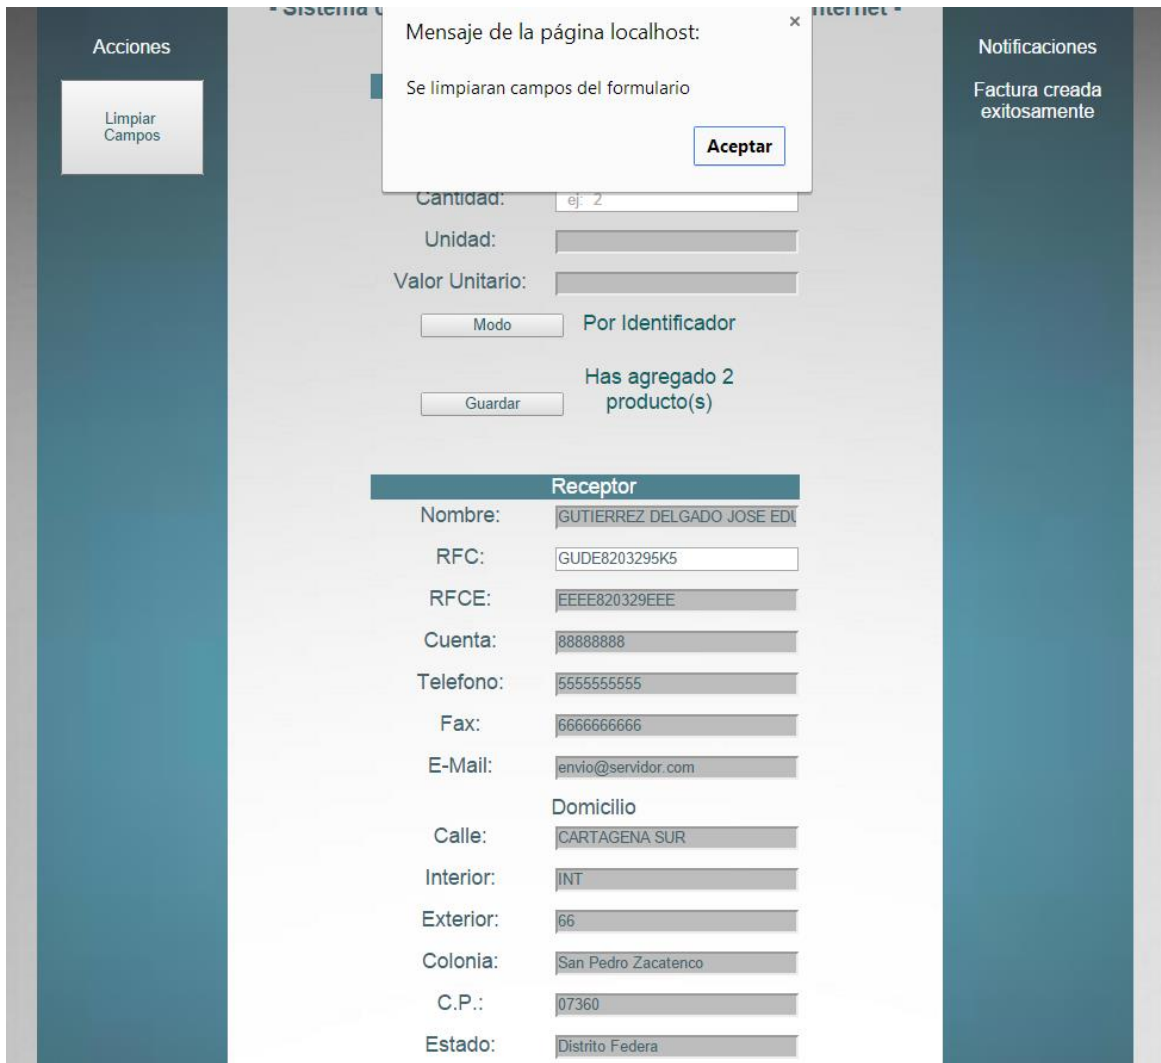 - Sistema
nternet -
Mensaje de la página localhost:
×
Se limpiaran campos del formulario
Aceptar
Acciones
Limpiar
Campos
Notificaciones
Factura creada
exitosamente
Cantidad: ej: 2
Unidad:
Valor Unitario:
Modo Por Identificador
Has agregado 2
producto(s)
Guardar
Receptor
Nombre: GUTIERREZ DELGADO JOSE EDU
RFC: GUDE8203295K5
RFCE: EEEE820329EEE
Cuenta: 88888888
Telefono: 5555555555
Fax: 6666666666
E-Mail: envio@servidor.com
Domicilio
Calle: CARTAGENA SUR
Interior: INT
Exterior: 66
Colonia: San Pedro Zacatenco
C.P.: 07360
Estado: Distrito Federa